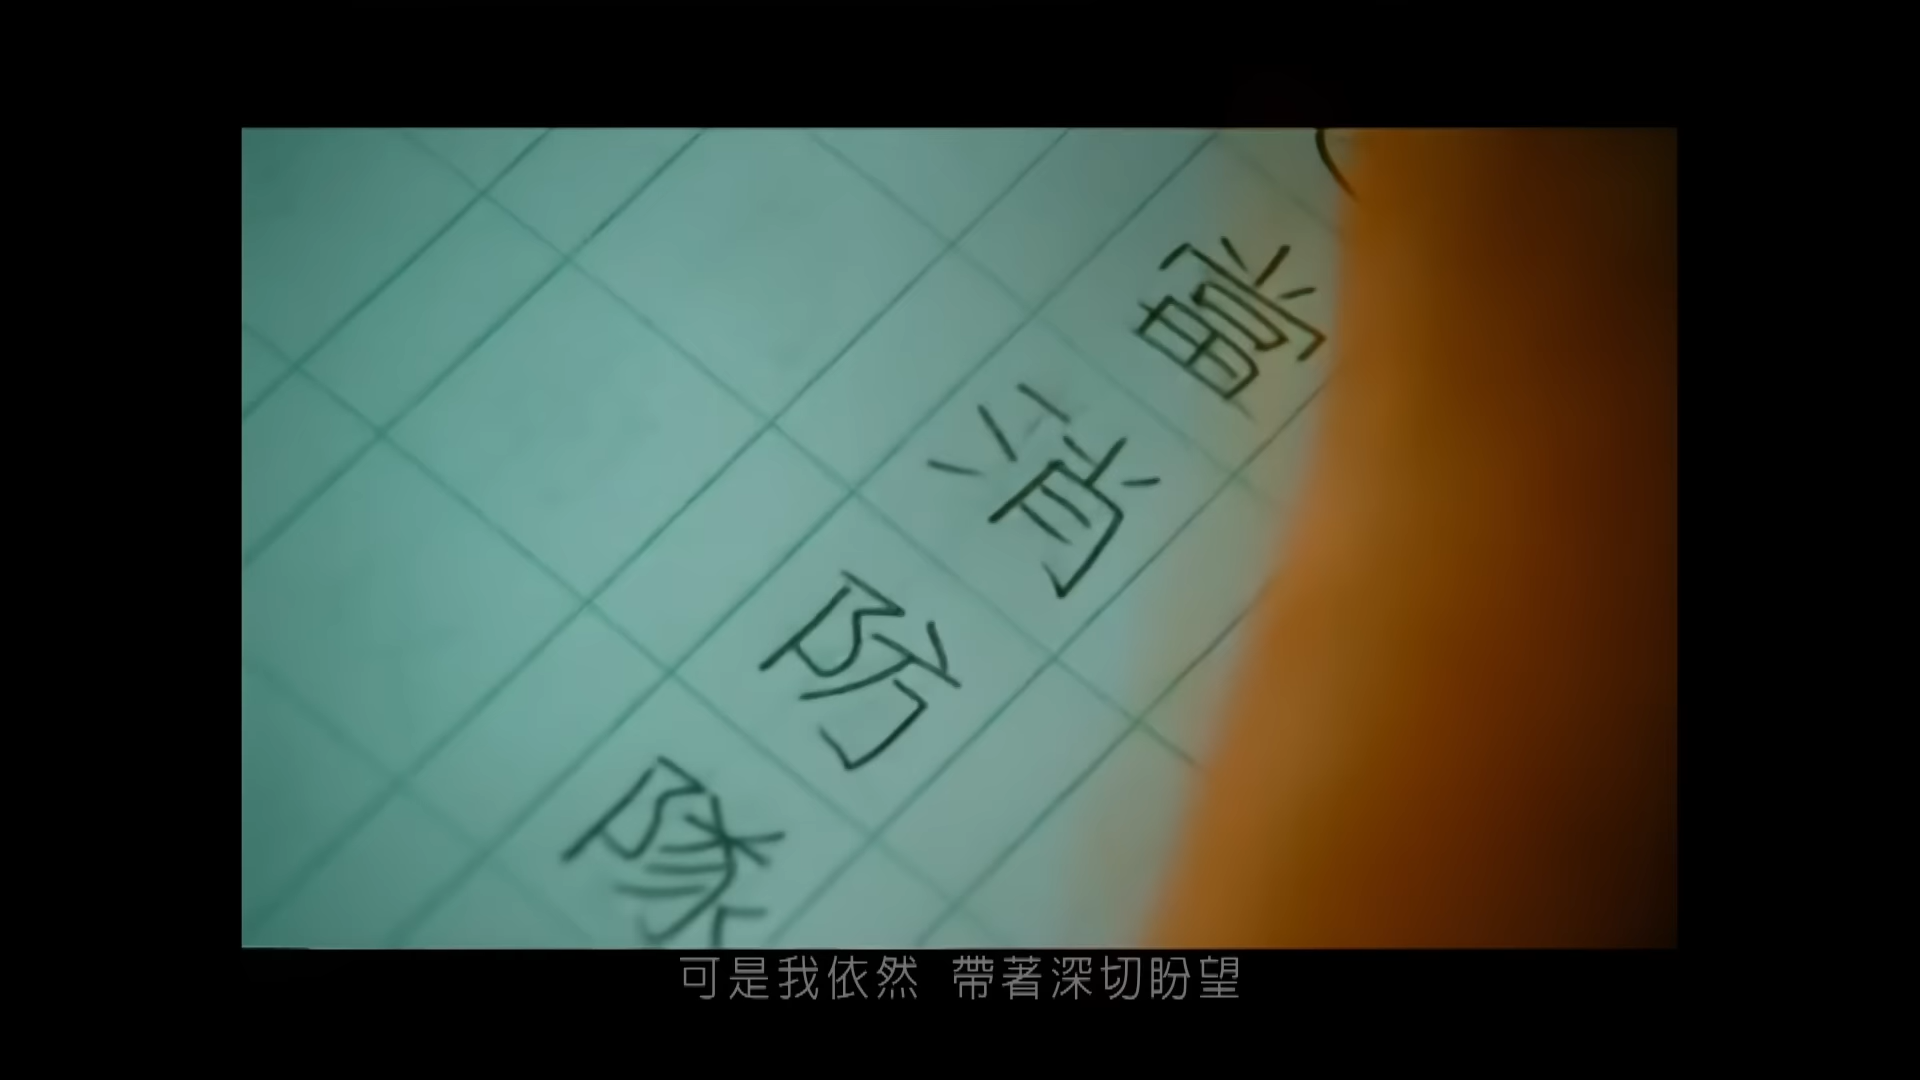 當消防隊
可是我依然 帶著深切盼望